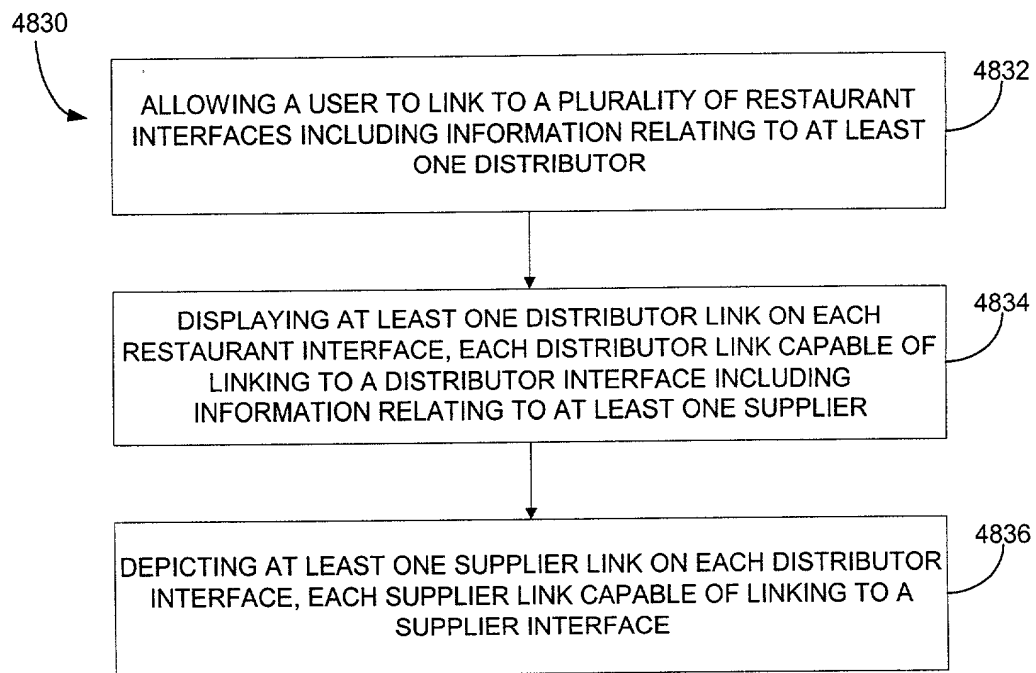 4830
4832
ALLOWING A USER TO LINK TO A PLURALITY OF RESTAURANT
INTERFACES INCLUDING INFORMATION RELATING TO AT LEAST
ONE DISTRIBUTOR
4834
DISPLAYING AT LEAST ONE DISTRIBUTOR LINK ON EACH
RESTAURANT INTERFACE, EACH DISTRIBUTOR LINK CAPABLE OF
LINKING TO A DISTRIBUTOR INTERFACE INCLUDING
INFORMATION RELATING TO AT LEAST ONE SUPPLIER
4836
DEPICTING AT LEAST ONE SUPPLIER LINK ON EACH DISTRIBUTOR
INTERFACE, EACH SUPPLIER LINK CAPABLE OF LINKING TO A
SUPPLIER INTERFACE